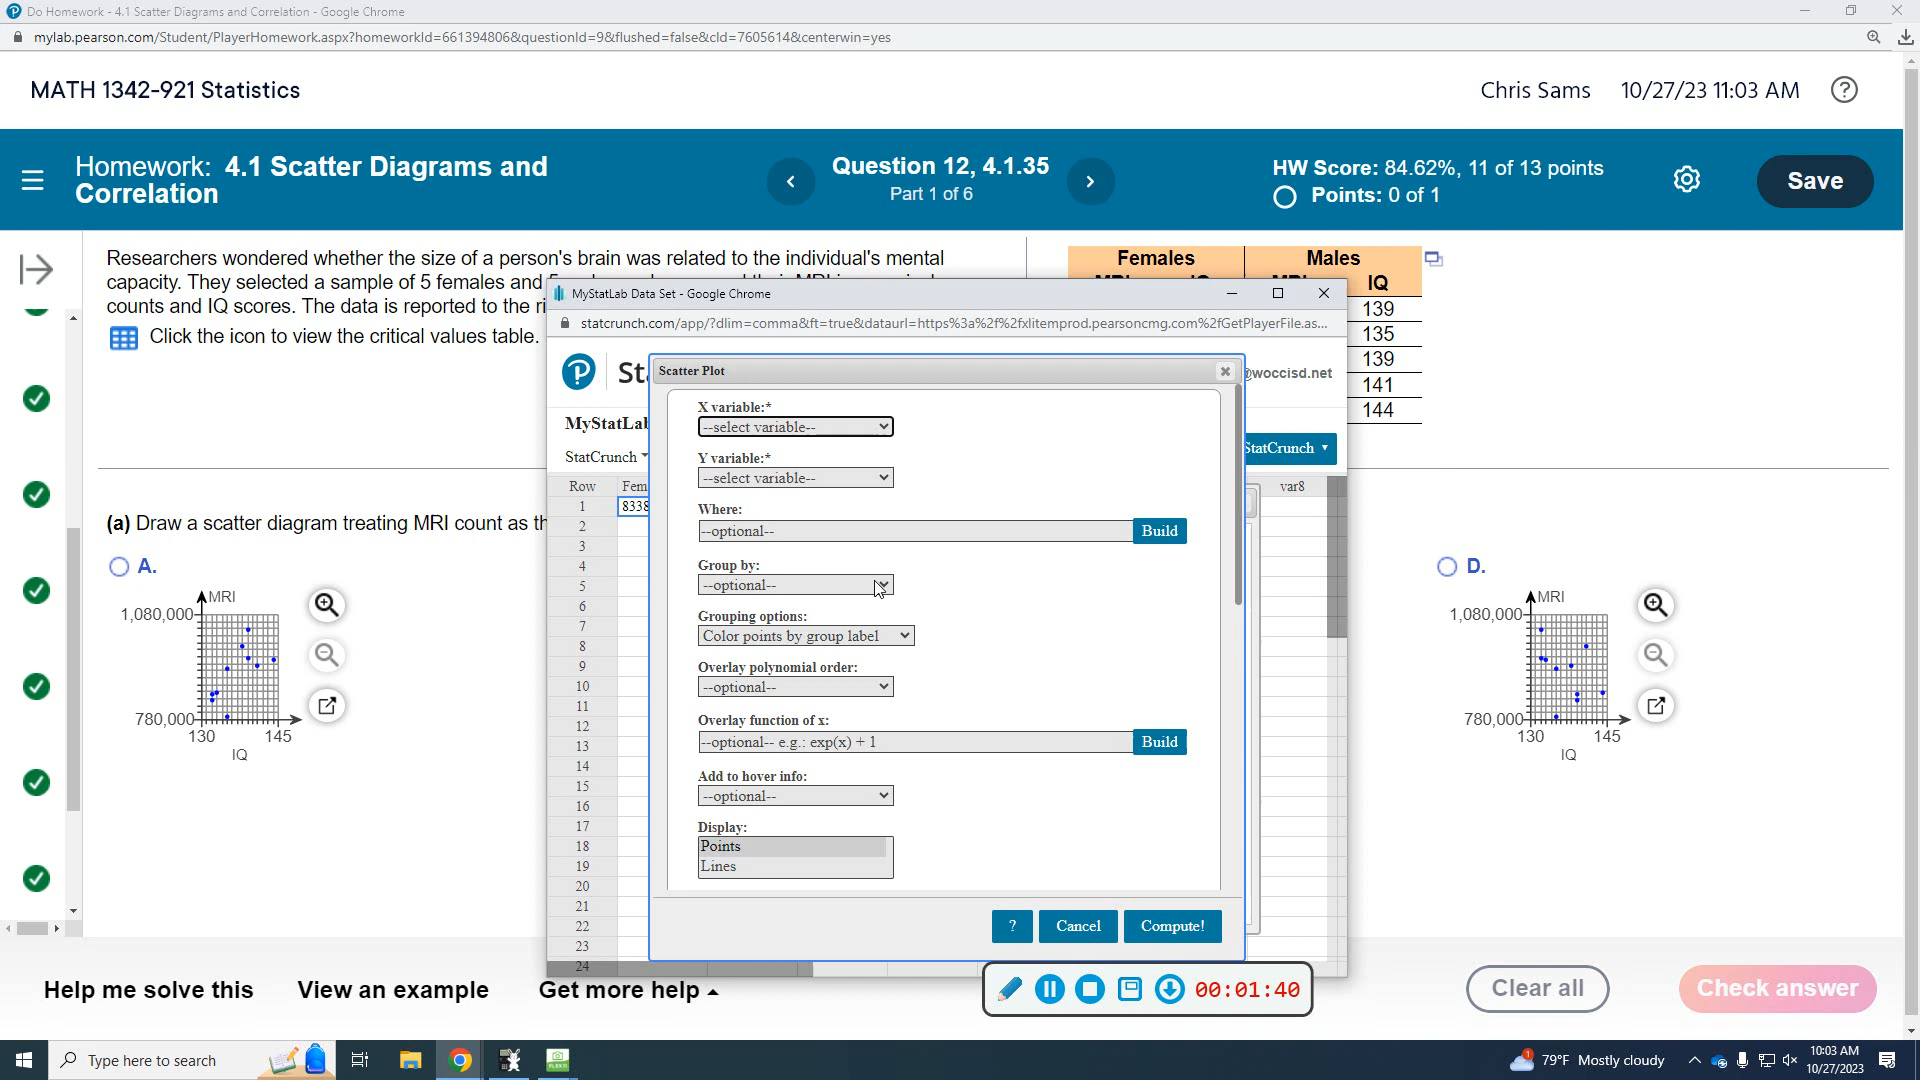 Do Homework - 4.1 Scatter Diagrams and Correlation - Google Chrome
mylab.pearson.com/Student/PlayerHomework.aspx?homeworkId=661394806&questionId=9&flushed=false&cId=7605614&centerwin=yes
MATH 1342-921 Statistics
Chris Sams 10/27/23 11:03 AM ?
Homework: 4.1 Scatter Diagrams and Correlation
Question 12, 4.1.35
Part 1 of 6
HW Score: 84.62%, 11 of 13 points
Points: 0 of 1
Save
Researchers wondered whether the size of a person's brain was related to the individual's mental
capacity. They selected a sample of 5 females and
counts and IQ scores. The data is reported to the ri
Click the icon to view the critical values table.
Females Males
IQ
139
135
139
141
144
MyStatLab Data Set - Google Chrome
statcrunch.com/app/?dlim=comma&ft=true&dataurl=https%3a%2f%2fxlitemprod.pearsoncmg.com%2fGetPlayerFile.as...
St
@woccisd.net
MyStatLab
StatCrunch
StatCrunch
Row Fem var8
1 8338
2
3
4
5
6
7
8
9
10
11
12
13
14
15
16
17
18
19
20
21
22
23
24
Scatter Plot
X variable:*
--select variable--
Y variable:*
--select variable--
Where:
--optional-- Build
Group by:
--optional--
Grouping options:
Color points by group label
Overlay polynomial order:
--optional--
Overlay function of x:
--optional-- e.g.: exp(x) + 1 Build
Add to hover info:
--optional--
Display:
Points
Lines
? Cancel Compute!
(a) Draw a scatter diagram treating MRI count as th
A.
MRI
1,080,000
780,000
130 145
IQ
D.
MRI
1,080,000
780,000
130 145
IQ
00:01:40
Help me solve this View an example Get more help
Clear all
Check answer
Type here to search
1
79°F Mostly cloudy
10:03 AM
10/27/2023